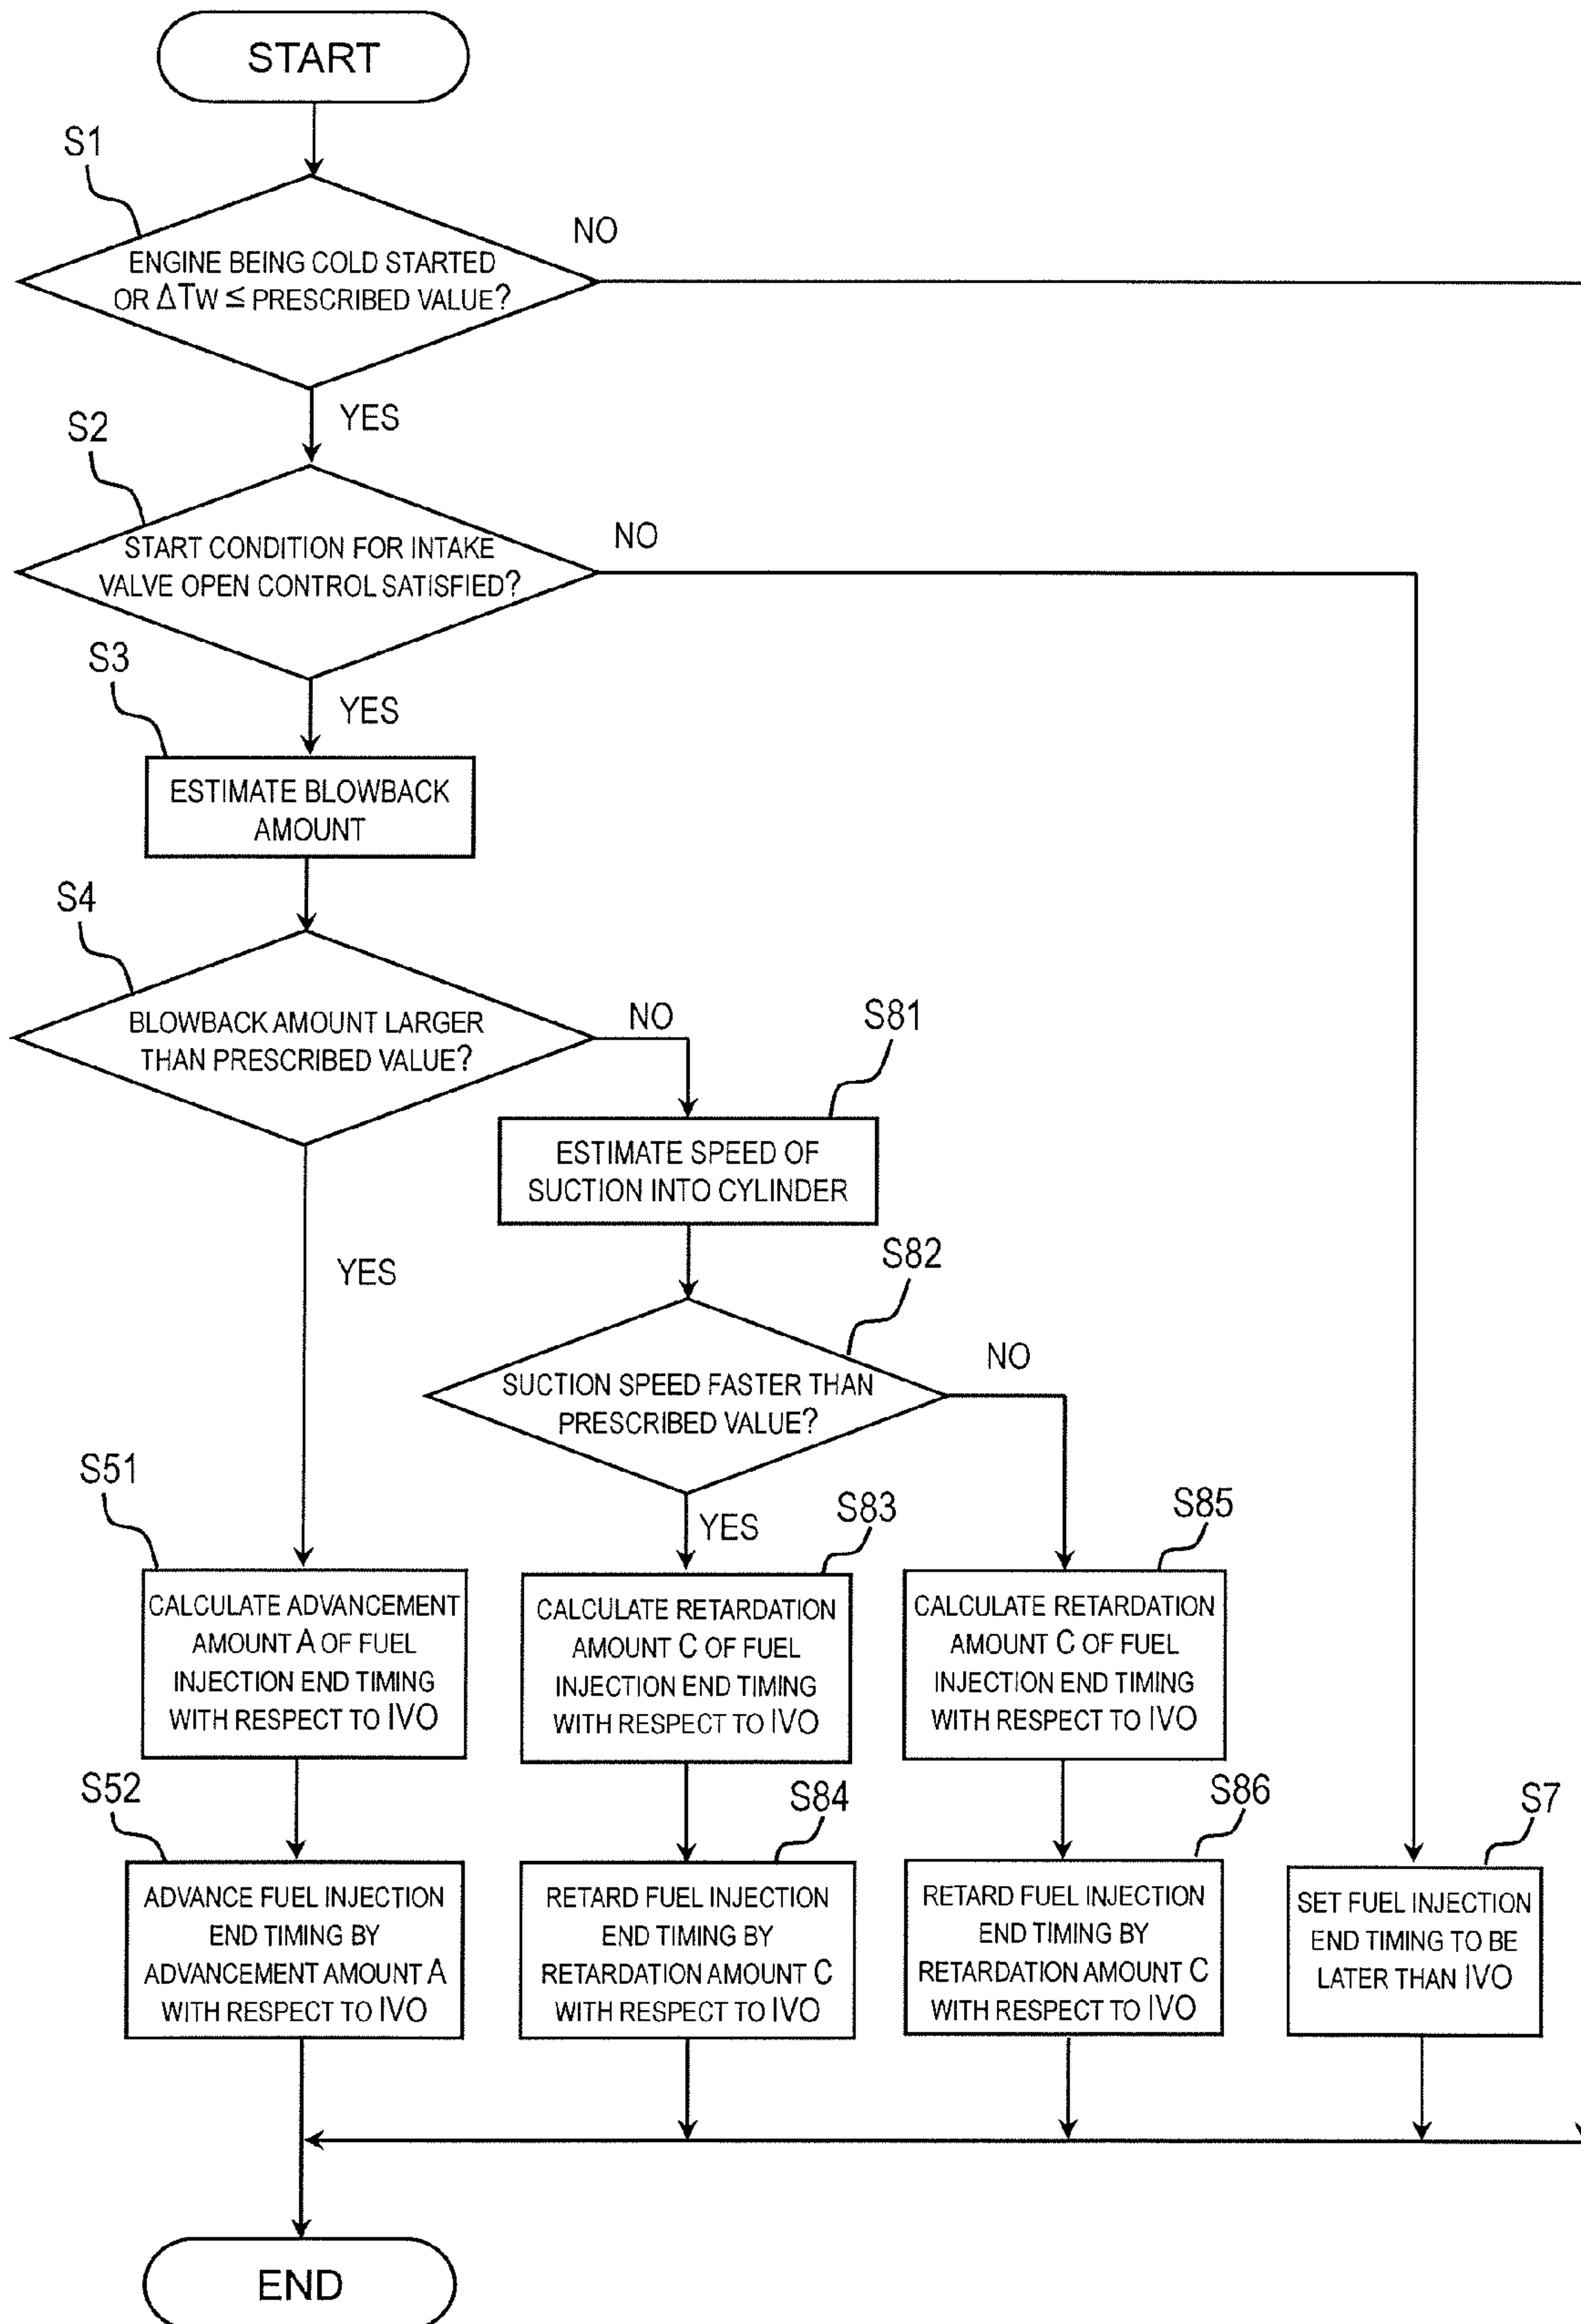 START
S1
NO
ENGINE BEING COLD STARTED
OR ΔTW ≤ PRESCRIBED VALUE?
YES
S2
NO
START CONDITION FOR INTAKE
VALVE OPEN CONTROL SATISFIED?
S3
YES
ESTIMATE BLOWBACK
AMOUNT
S4
NO
BLOWBACK AMOUNT LARGER
THAN PRESCRIBED VALUE?
S81
ESTIMATE SPEED OF
SUCTION INTO CYLINDER
YES
S82
NO
SUCTION SPEED FASTER THAN
PRESCRIBED VALUE?
S51
YES
S83
S85
CALCULATE ADVANCEMENT
AMOUNT A OF FUEL
INJECTION END TIMING
WITH RESPECT TO IVO
CALCULATE RETARDATION
AMOUNT C OF FUEL
INJECTION END TIMING
WITH RESPECT TO IVO
CALCULATE RETARDATION
AMOUNT C OF FUEL
INJECTION END TIMING
WITH RESPECT TO IVO
S52
S84
S86
S7
ADVANCE FUEL INJECTION
END TIMING BY
ADVANCEMENT AMOUNT A
WITH RESPECT TO IVO
RETARD FUEL INJECTION
END TIMING BY
RETARDATION AMOUNT C
WITH RESPECT TO IVO
RETARD FUEL INJECTION
END TIMING BY
RETARDATION AMOUNT C
WITH RESPECT TO IVO
SET FUEL INJECTION
END TIMING TO BE
LATER THAN IVO
END